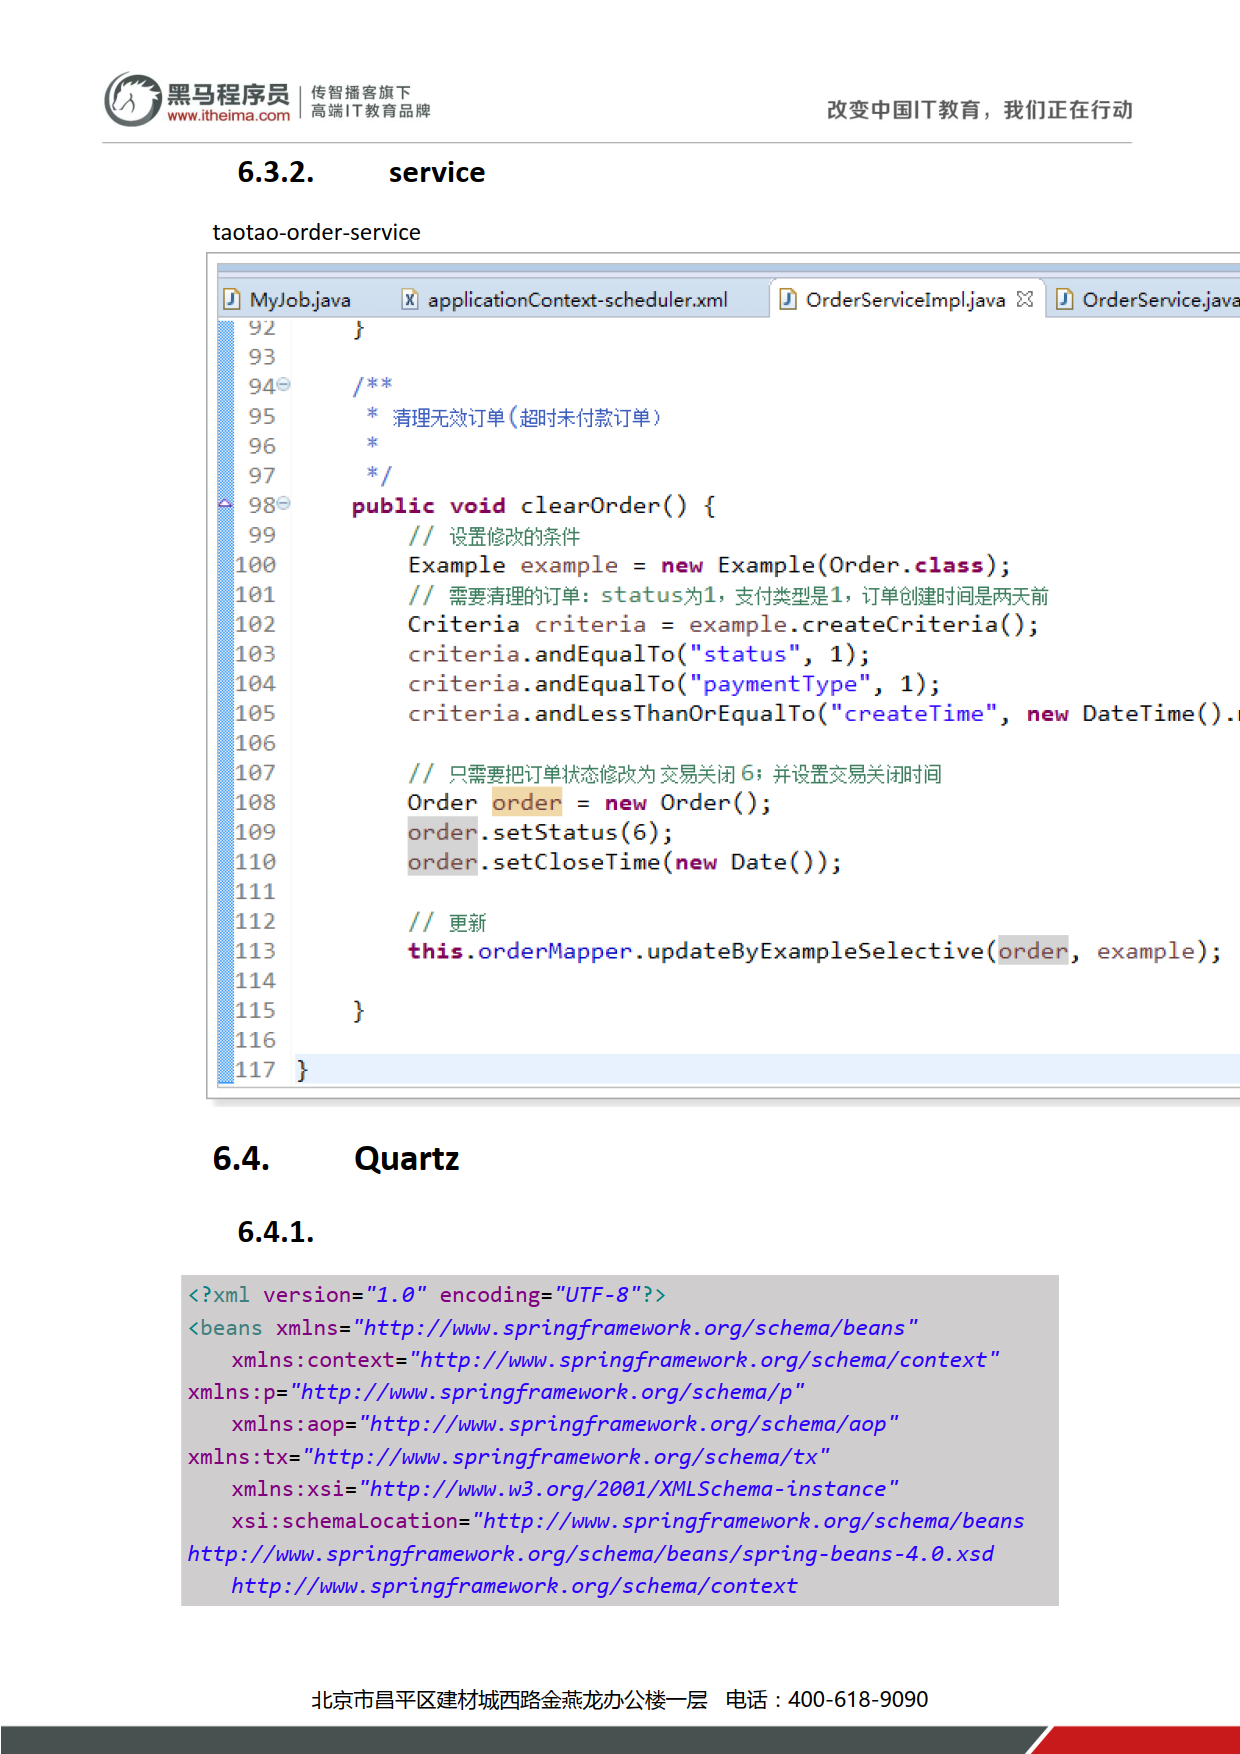 黑马程序员
www.itheima.com
传智播客旗下
高端IT教育品牌
改变中国IT教育，我们正在行动
6.3.2. service
taotao-order-service
MyJob.java applicationContext-scheduler.xml OrderServiceImpl.java OrderService.java
92 }
93
94 /**
95 * 清理无效订单(超时未付款订单)
96 *
97 */
98 public void clearOrder() {
99 // 设置修改的条件
100 Example example = new Example(Order.class);
101 // 需要清理的订单：status为1，支付类型是1，订单创建时间是两天前
102 Criteria criteria = example.createCriteria();
103 criteria.andEqualTo("status", 1);
104 criteria.andEqualTo("paymentType", 1);
105 criteria.andLessThanOrEqualTo("createTime", new DateTime().
106
107 // 只需要把订单状态修改为 交易关闭 6；并设置交易关闭时间
108 Order order = new Order();
109 order.setStatus(6);
110 order.setCloseTime(new Date());
111
112 // 更新
113 this.orderMapper.updateByExampleSelective(order, example);
114
115 }
116
117 }
6.4. Quartz
6.4.1.
<?xml version="1.0" encoding="UTF-8"?>
<beans xmlns="http://www.springframework.org/schema/beans"
xmlns:context="http://www.springframework.org/schema/context"
xmlns:p="http://www.springframework.org/schema/p"
xmlns:aop="http://www.springframework.org/schema/aop"
xmlns:tx="http://www.springframework.org/schema/tx"
xmlns:xsi="http://www.w3.org/2001/XMLSchema-instance"
xsi:schemaLocation="http://www.springframework.org/schema/beans
http://www.springframework.org/schema/beans/spring-beans-4.0.xsd
http://www.springframework.org/schema/context
北京市昌平区建材城西路金燕龙办公楼一层 电话：400-618-9090